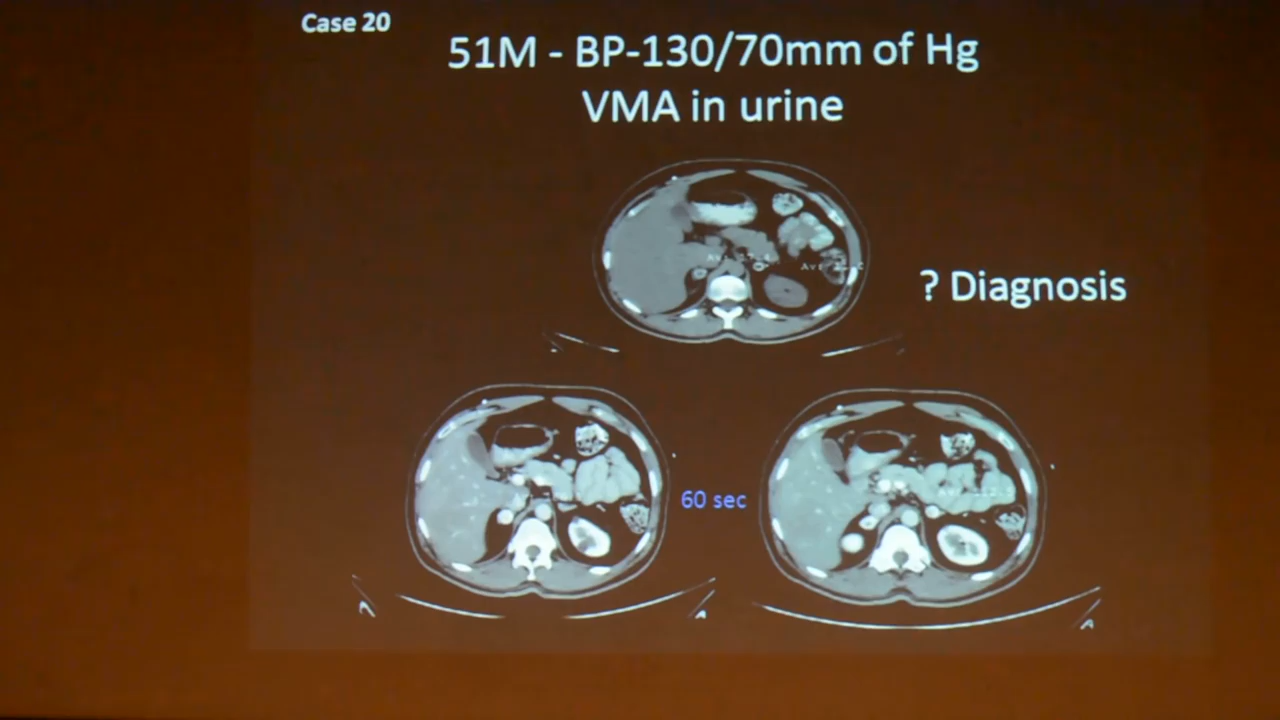 Case 20
51M - BP-130/70mm of Hg
VMA in urine
? Diagnosis
60 sec
A
A